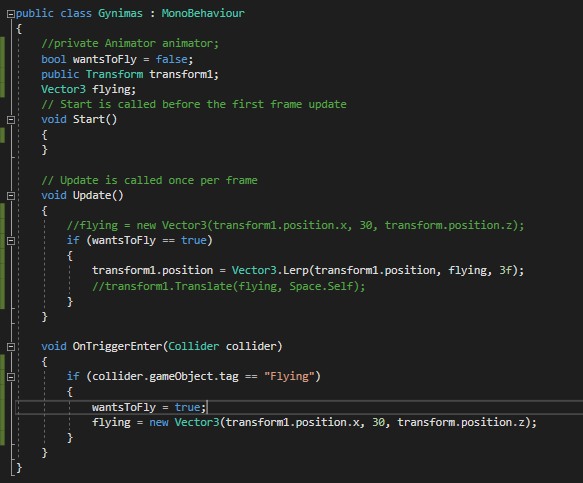 public class Gynimas : MonoBehaviour
{
//private Animator animator;
bool wantsToFly = false;
public Transform transform1;
Vector3 flying;
// Start is called before the first frame update
void Start()
{
}
// Update is called once per frame
void Update()
{
//flying = new Vector3(transform1.position.x, 30, transform.position.z);
if (wantsToFly == true)
{
transform1.position = Vector3.Lerp(transform1.position, flying, 3f);
//transform1.Translate(flying, Space.Self);
}
}
void OnTriggerEnter(Collider collider)
{
if (collider.gameObject.tag == "Flying")
{
wantsToFly = true;
flying = new Vector3(transform1.position.x, 30, transform.position.z);
}
}
}